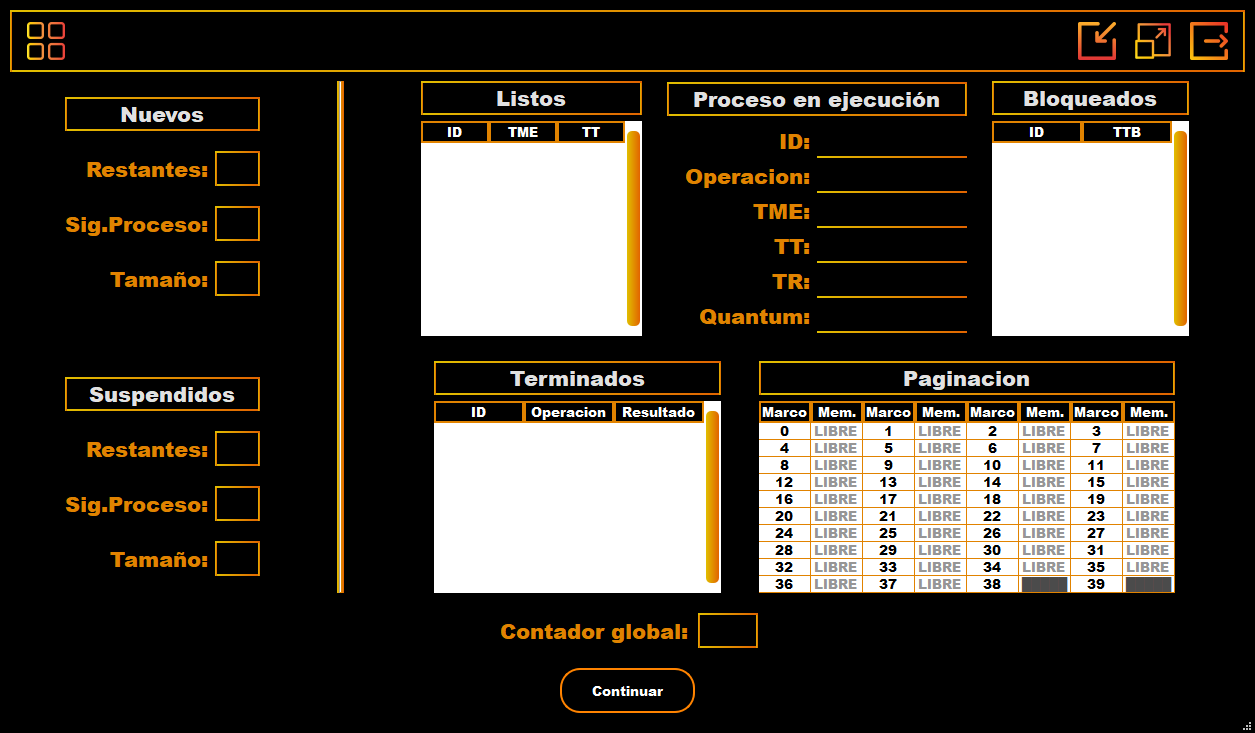 Nuevos
Restantes:
Sig.Proceso:
Tamaño:
Suspendidos
Restantes:
Sig.Proceso:
Tamaño:
Listos
ID TME TT
Proceso en ejecución
ID:
Operacion:
TME:
TT:
TR:
Quantum:
Bloqueados
ID TTB
Terminados
ID Operacion Resultado
Paginacion
Marco Mem. Marco Mem. Marco Mem. Marco Mem.
0 LIBRE 1 LIBRE 2 LIBRE 3 LIBRE
4 LIBRE 5 LIBRE 6 LIBRE 7 LIBRE
8 LIBRE 9 LIBRE 10 LIBRE 11 LIBRE
12 LIBRE 13 LIBRE 14 LIBRE 15 LIBRE
16 LIBRE 17 LIBRE 18 LIBRE 19 LIBRE
20 LIBRE 21 LIBRE 22 LIBRE 23 LIBRE
24 LIBRE 25 LIBRE 26 LIBRE 27 LIBRE
28 LIBRE 29 LIBRE 30 LIBRE 31 LIBRE
32 LIBRE 33 LIBRE 34 LIBRE 35 LIBRE
36 LIBRE 37 LIBRE 38 39
Contador global:
Continuar